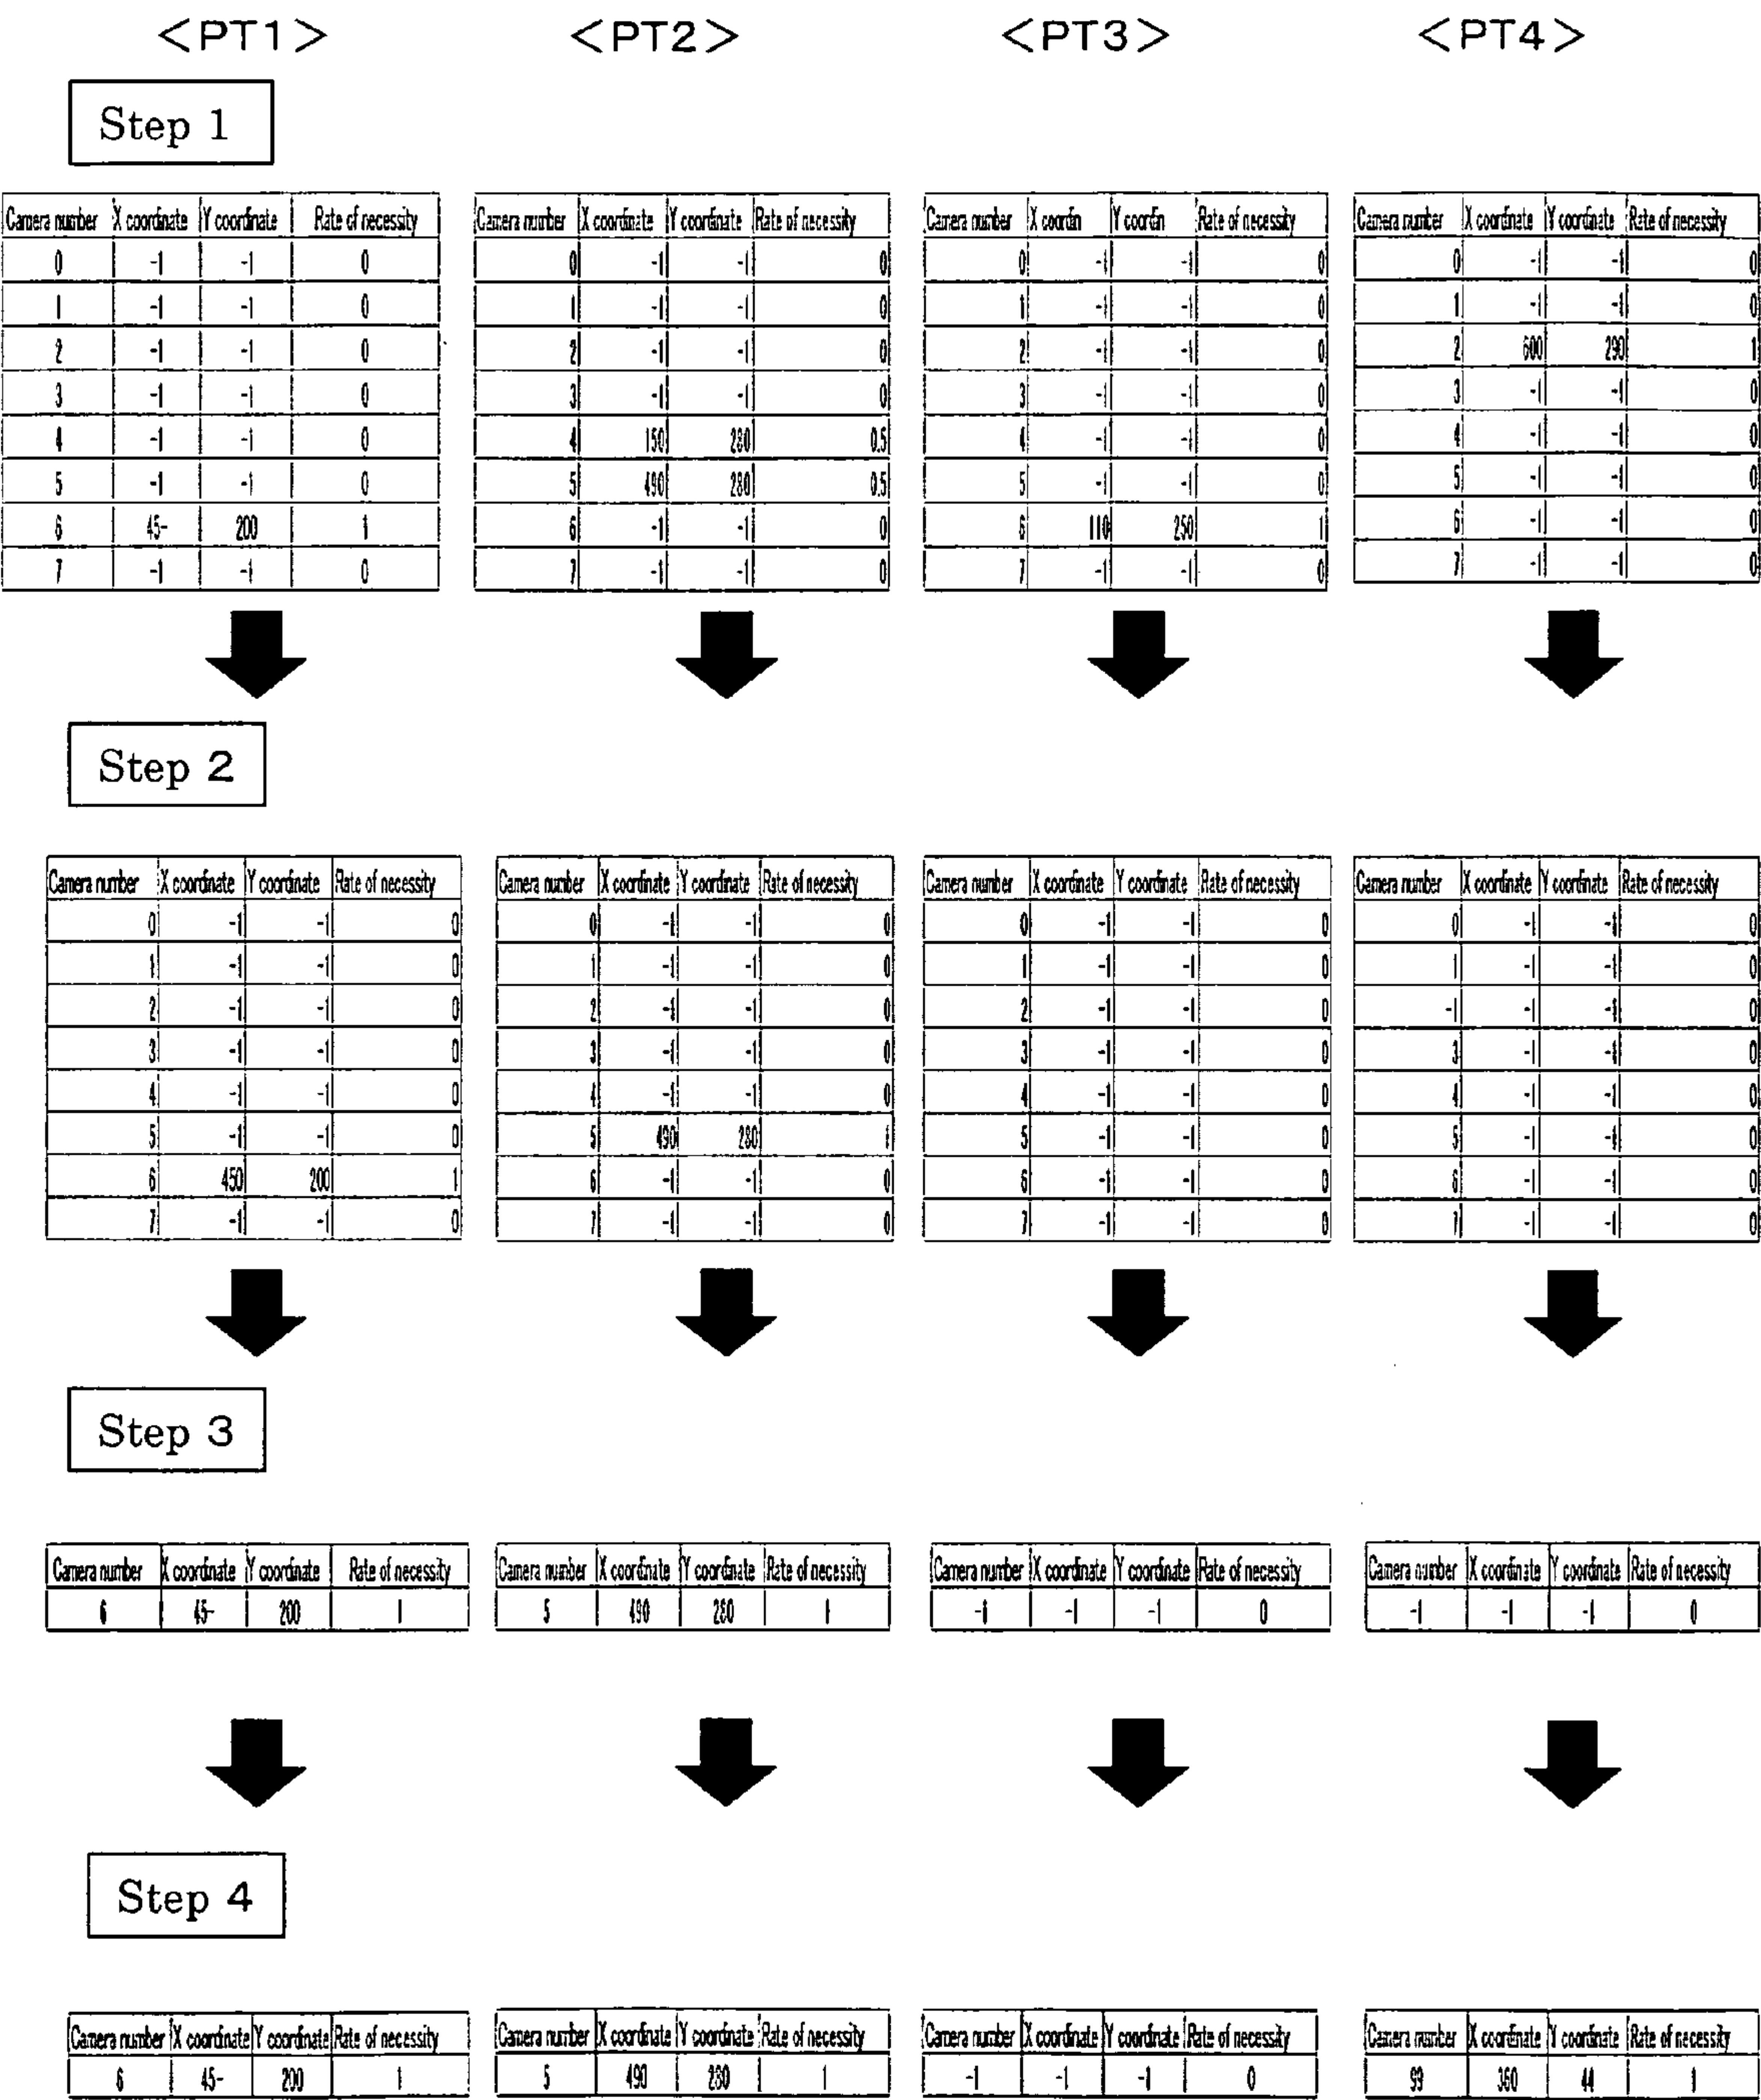 <PT1> <PT2> <PT3> <PT4>
Step 1
Camera number X coordinate Y coordinate Rate of necessity Camera number X coordinate Y coordinate Rate of necessity Camera number X coordin Y coordin Rate of necessity Camera number X coordinate Y coordinate Rate of necessity
0 -1 -1 0 0 -1 -1 0 0 -1 -1 0 0 -1 -1 0
1 -1 -1 0 1 -1 -1 0 1 -1 -1 0 1 -1 -1 0
2 -1 -1 0 2 -1 -1 0 2 -1 -1 0 2 600 290 1
3 -1 -1 0 3 -1 -1 0 3 -1 -1 0 3 -1 -1 0
4 -1 -1 0 4 150 280 0.5 4 -1 -1 0 4 -1 -1 0
5 -1 -1 0 5 490 280 0.5 5 -1 -1 0 5 -1 -1 0
6 45- 200 1 6 -1 -1 0 6 110 250 1 6 -1 -1 0
7 -1 -1 0 7 -1 -1 0 7 -1 -1 0 7 -1 -1 0
Step 2
Camera number X coordinate Y coordinate Rate of necessity Camera number X coordinate Y coordinate Rate of necessity Camera number X coordinate Y coordinate Rate of necessity Camera number X coordinate Y coordinate Rate of necessity
0 -1 -1 0 0 -1 -1 0 0 -1 -1 0 0 -1 -1 0
1 -1 -1 0 1 -1 -1 0 1 -1 -1 0 1 -1 -1 0
2 -1 -1 0 2 -1 -1 0 2 -1 -1 0 -1 -1 -1 0
3 -1 -1 0 3 -1 -1 0 3 -1 -1 0 3 -1 -1 0
4 -1 -1 0 4 -1 -1 0 4 -1 -1 0 4 -1 -1 0
5 -1 -1 0 5 490 280 1 5 -1 -1 0 5 -1 -1 0
6 450 200 1 6 -1 -1 0 6 -1 -1 0 6 -1 -1 0
7 -1 -1 0 7 -1 -1 0 7 -1 -1 0 7 -1 -1 0
Step 3
Camera number X coordinate Y coordinate Rate of necessity Camera number X coordinate Y coordinate Rate of necessity Camera number X coordinate Y coordinate Rate of necessity Camera number X coordinate Y coordinate Rate of necessity
6 45- 200 1 5 490 280 1 -1 -1 -1 0 -1 -1 -1 0
Step 4
Camera number X coordinate Y coordinate Rate of necessity Camera number X coordinate Y coordinate Rate of necessity Camera number X coordinate Y coordinate Rate of necessity Camera number X coordinate Y coordinate Rate of necessity
6 45- 200 1 5 490 280 1 -1 -1 -1 0 99 360 44 1